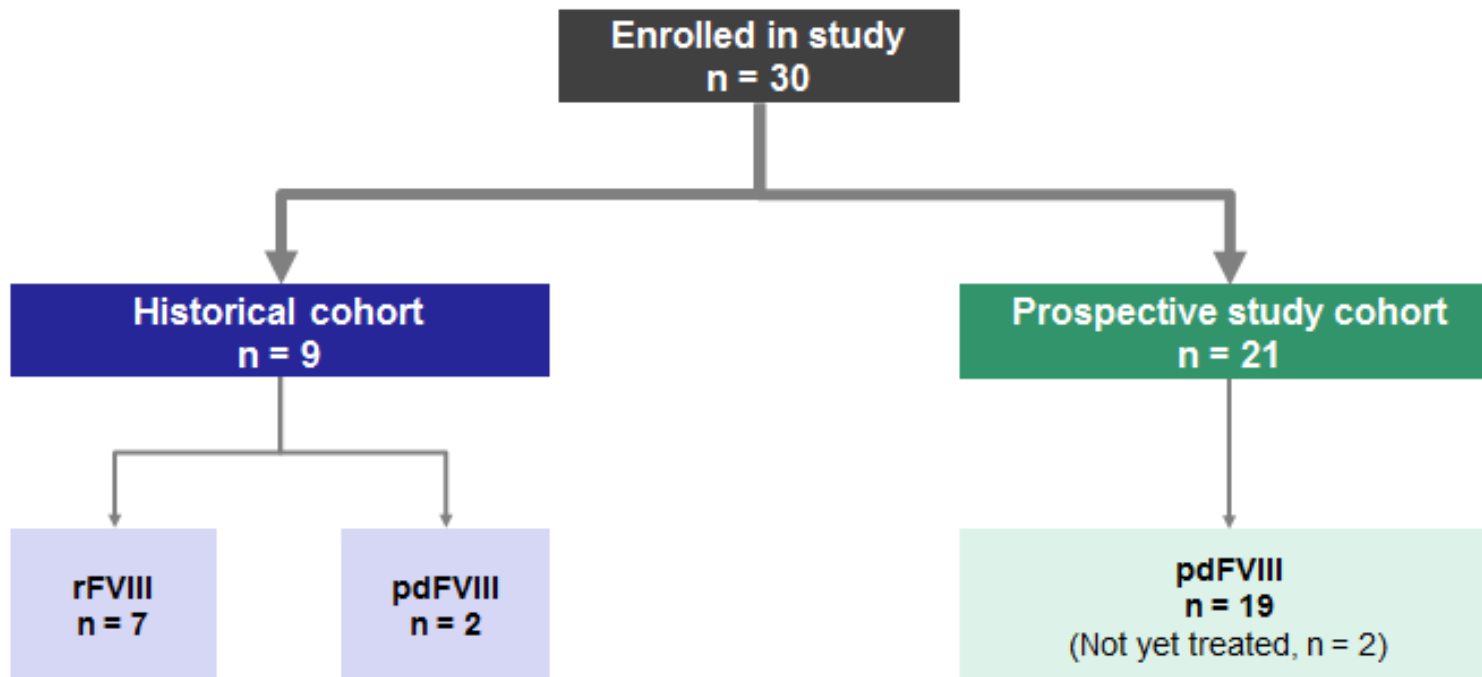 Enrolled in study
n = 30
Historical cohort
n = 9
Prospective study cohort
n = 21
rFVIII
n = 7
pdFVIII
n = 2
pdFVIII
n = 19
(Not yet treated, n = 2)